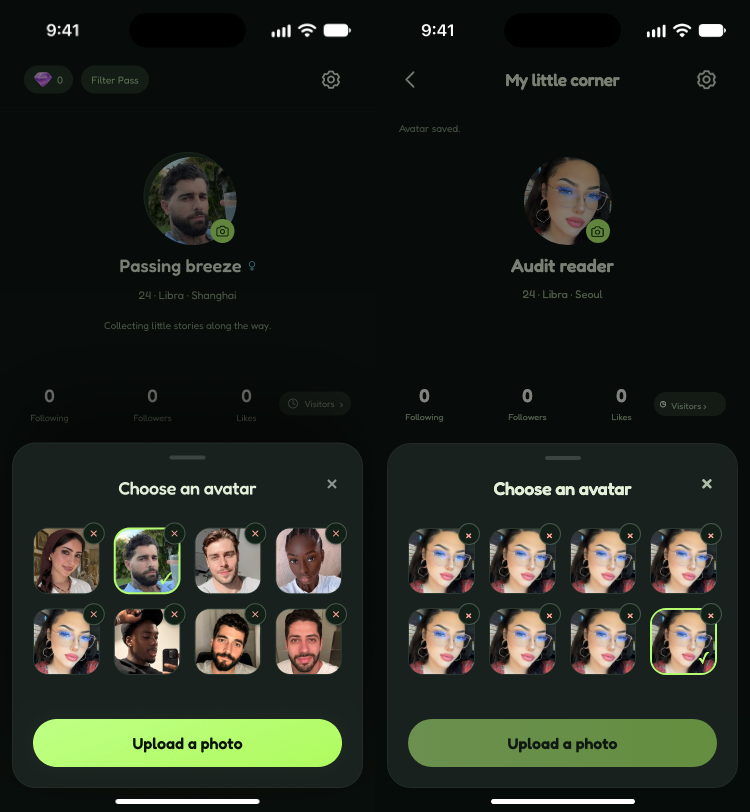 9:41
0
Filter Pass
Passing breeze ♀
24 · Libra · Shanghai
Collecting little stories along the way.
0
0
0
Following
Followers
Likes
Visitors ›
Choose an avatar
Upload a photo
9:41
My little corner
Avatar saved.
Audit reader
24 · Libra · Seoul
0
0
0
Following
Followers
Likes
Visitors ›
Choose an avatar
Upload a photo